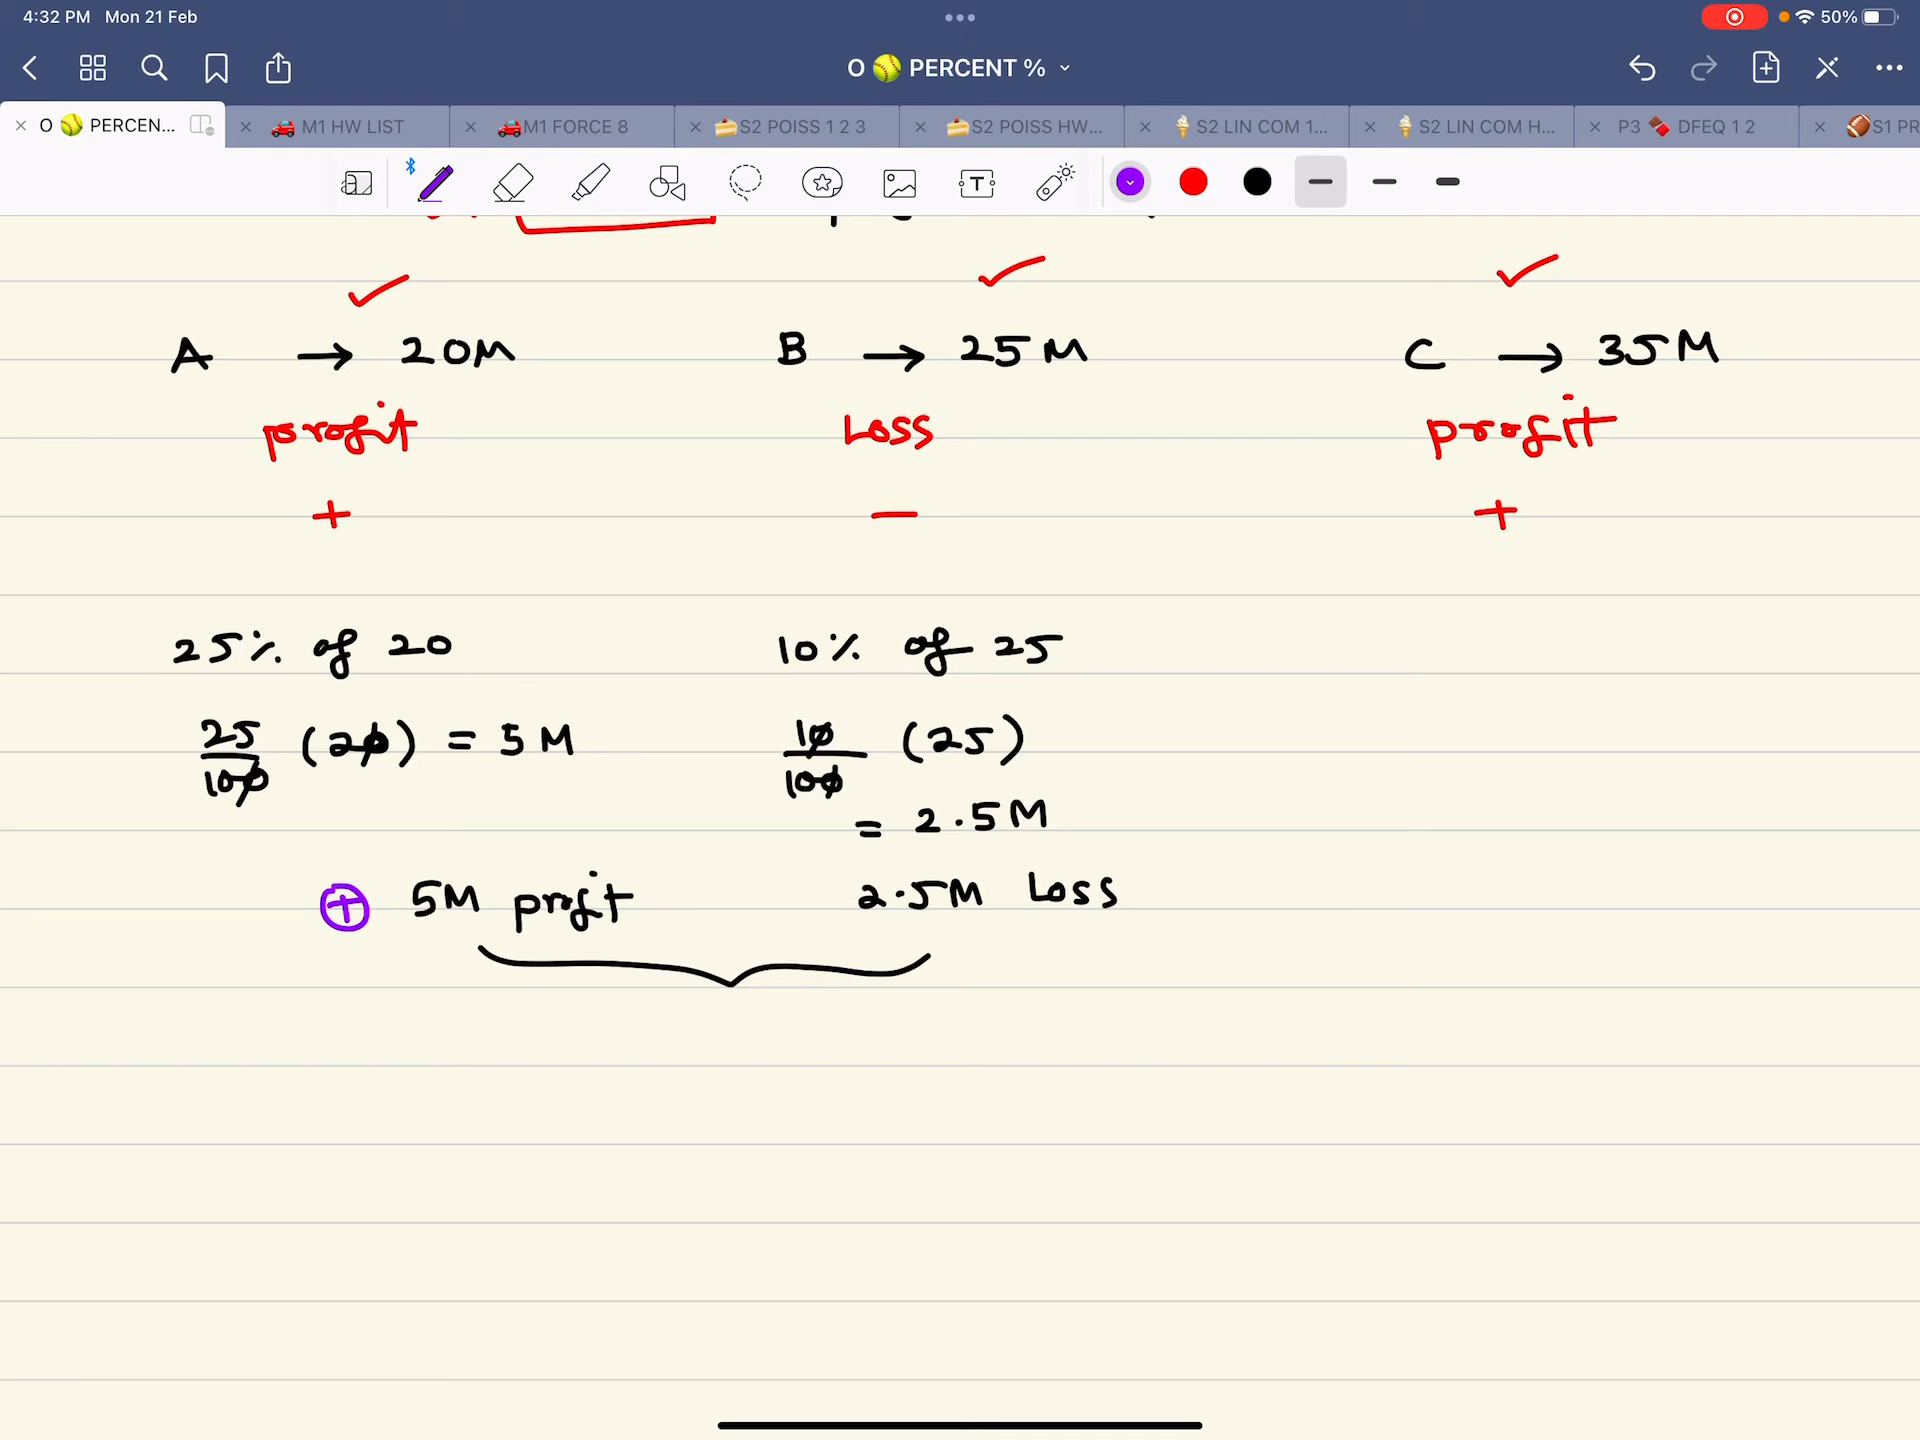 4:32 PM Mon 21 Feb
50%
O PERCENT %
O PERCEN...
M1 HW LIST
M1 FORCE 8
S2 POISS 1 2 3
S2 POISS HW...
S2 LIN COM 1...
S2 LIN COM H...
P3 DFEQ 1 2
S1 PR
A → 20M B → 25M C → 35M
profit Loss profit
+ − +
25% of 20 10% of 25
25/100 (20) = 5M 10/100 (25)
= 2.5M
+ 5M profit 2.5M Loss